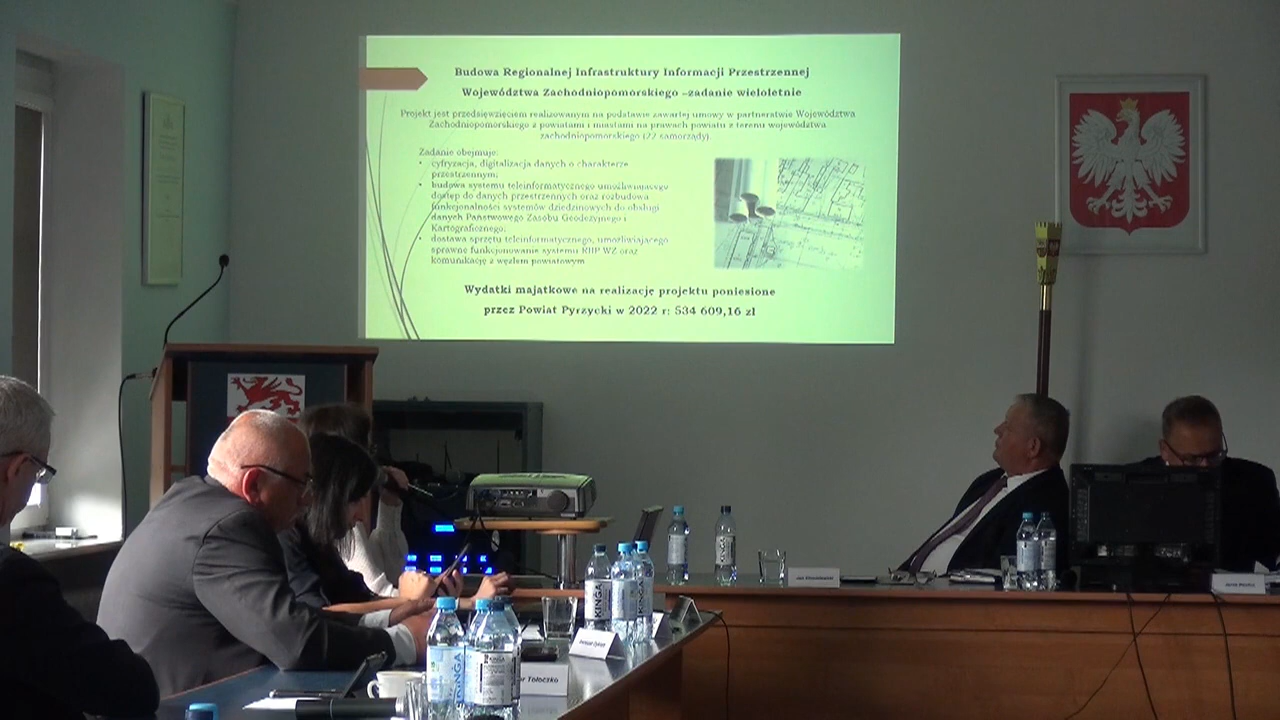 Budowa Regionalnej Infrastruktury Informacji Przestrzennej
Województwa Zachodniopomorskiego –zadanie wieloletnie
Projekt jest przedsięwzięciem realizowanym na podstawie zawartej umowy w partnerstwie Województwa
Zachodniopomorskiego z powiatami i miastami na prawach powiatu z terenu województwa
zachodniopomorskiego (22 samorządy).
Zadanie obejmuje:
• cyfryzacja, digitalizacja danych o charakterze
przestrzennym;
• budowa systemu teleinformatycznego umożliwiającego
dostęp do danych przestrzennych oraz rozbudowa
funkcjonalności systemów dziedzinowych do obsługi
danych Państwowego Zasobu Geodezyjnego i
Kartograficznego;
• dostawa sprzętu teleinformatycznego, umożliwiającego
sprawne funkcjonowanie systemu RIIP WZ oraz
komunikację z węzłem powiatowym
Wydatki majątkowe na realizację projektu poniesione
przez Powiat Pyrzycki w 2022 r: 534 609,16 zł
KINGA
KINGA
Tołoczko